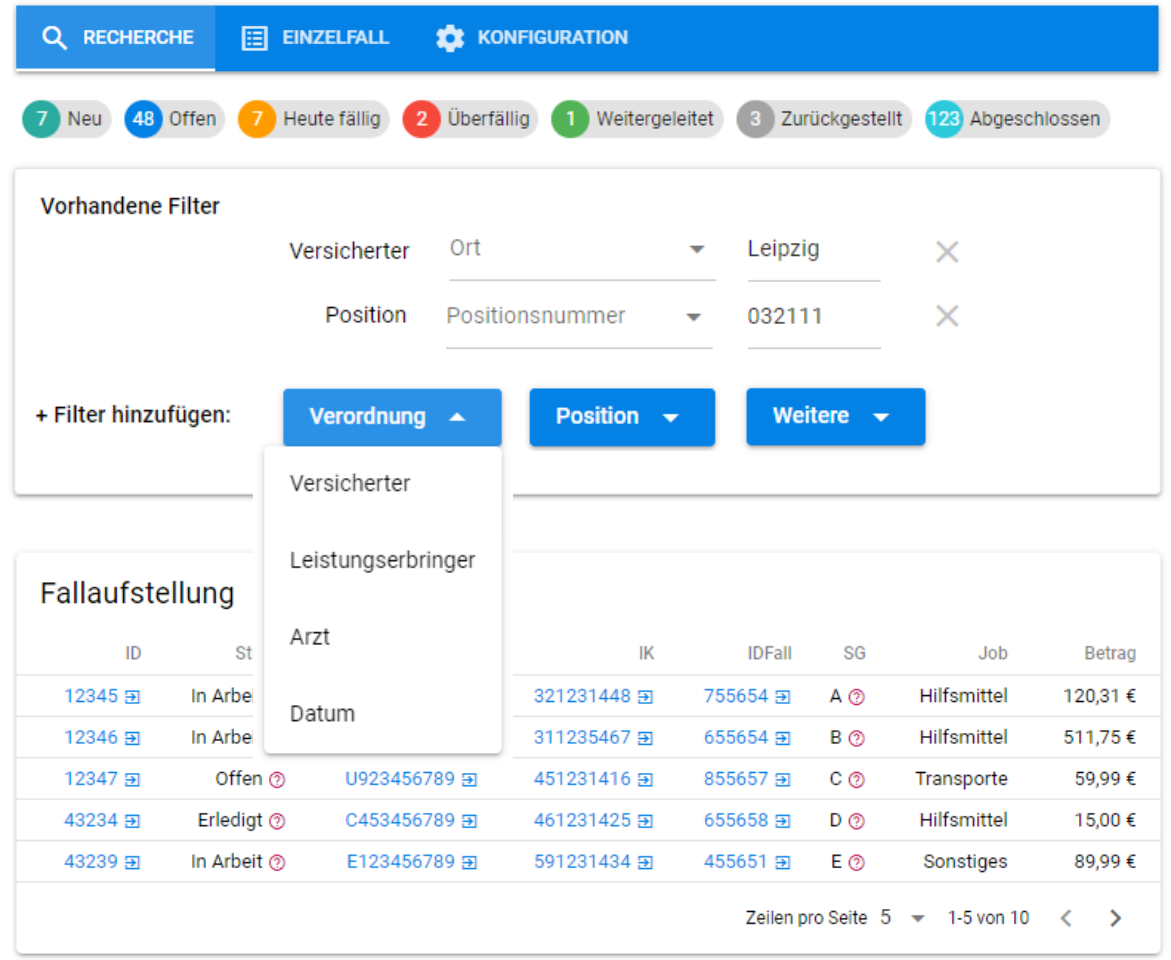 RECHERCHE EINZELFALL KONFIGURATION
7 Neu 48 Offen 7 Heute fällig 2 Überfällig 1 Weitergeleitet 3 Zurückgestellt 123 Abgeschlossen
Vorhandene Filter
Versicherter Ort Leipzig
Position Positionsnummer 032111
+ Filter hinzufügen: Verordnung Position Weitere
Versicherter
Leistungserbringer
Arzt
Datum
Fallaufstellung
ID St IK IDFall SG Job Betrag
12345 In Arbei 321231448 755654 A Hilfsmittel 120,31 €
12346 In Arbei 311235467 655654 B Hilfsmittel 511,75 €
12347 Offen U923456789 451231416 855657 C Transporte 59,99 €
43234 Erledigt C453456789 461231425 655658 D Hilfsmittel 15,00 €
43239 In Arbeit E123456789 591231434 455651 E Sonstiges 89,99 €
Zeilen pro Seite 5 1-5 von 10